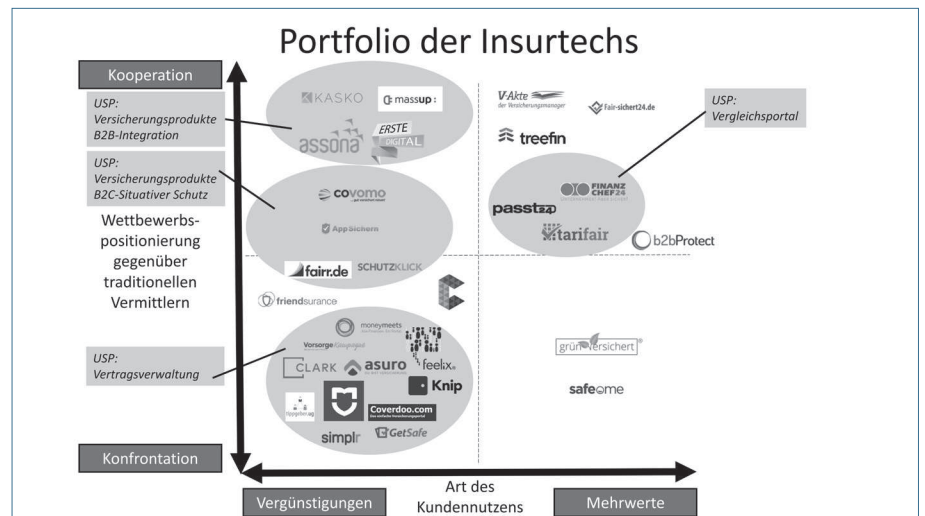 Portfolio der Insurtechs
Kooperation
USP:
Versicherungsprodukte
B2B-Integration
USP:
Versicherungsprodukte
B2C-Situativer Schutz
Wettbewerbs-
positionierung
gegenüber
traditionellen
Vermittlern
USP:
Vertragsverwaltung
Konfrontation
KASKO
massup
assona
ERSTE
DIGITAL
V-Akte
der Versicherungsmanager
Fair-sichert24.de
treefin
USP:
Vergleichsportal
covomo
AppSichern
fairr.de
SCHUTZKLICK
FINANZ
CHEF24
passt24
tarifair
b2bProtect
friendsurance
moneymeets
Vorsorge
CLARK
asuro
feelix
Knip
Coverdoo.com
simplr
GetSafe
grün versichert
safe me
Vergünstigungen
Art des
Kundennutzens
Mehrwerte